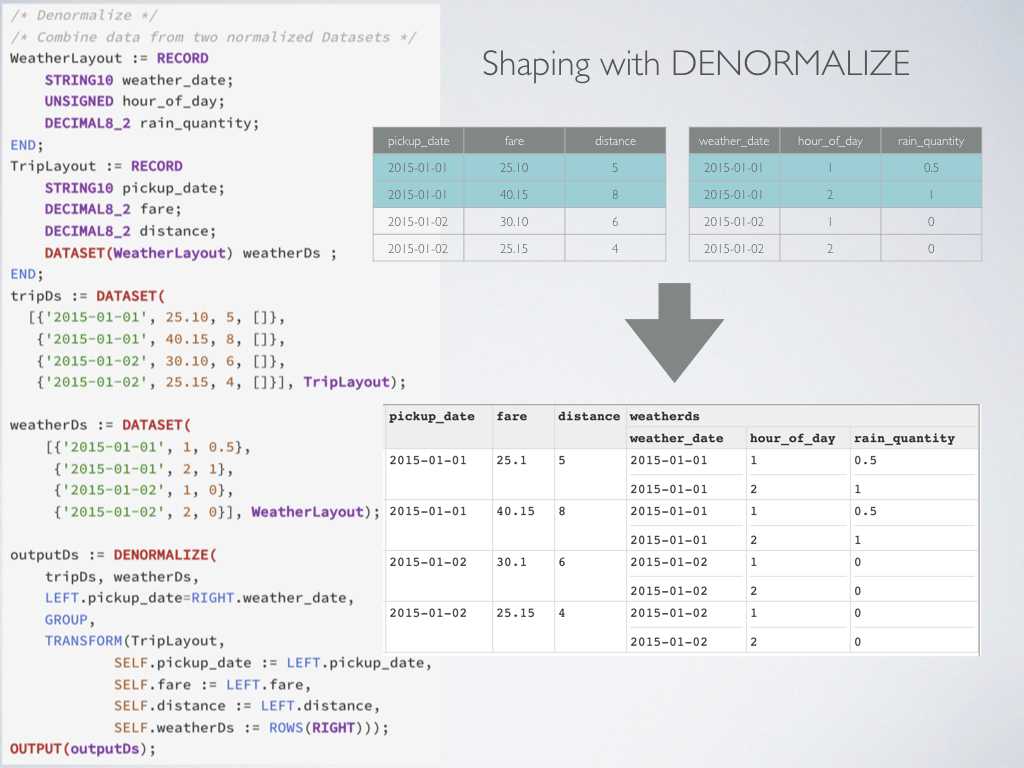 /* Denormalize */
/* Combine data from two normalized Datasets */
WeatherLayout := RECORD
STRING10 weather_date;
UNSIGNED hour_of_day;
DECIMAL8_2 rain_quantity;
END;
TripLayout := RECORD
STRING10 pickup_date;
DECIMAL8_2 fare;
DECIMAL8_2 distance;
DATASET(WeatherLayout) weatherDs ;
END;
tripDs := DATASET(
[{'2015-01-01', 25.10, 5, []},
{'2015-01-01', 40.15, 8, []},
{'2015-01-02', 30.10, 6, []},
{'2015-01-02', 25.15, 4, []}], TripLayout);
weatherDs := DATASET(
[{'2015-01-01', 1, 0.5},
{'2015-01-01', 2, 1},
{'2015-01-02', 1, 0},
{'2015-01-02', 2, 0}], WeatherLayout);
outputDs := DENORMALIZE(
tripDs, weatherDs,
LEFT.pickup_date=RIGHT.weather_date,
GROUP,
TRANSFORM(TripLayout,
SELF.pickup_date := LEFT.pickup_date,
SELF.fare := LEFT.fare,
SELF.distance := LEFT.distance,
SELF.weatherDs := ROWS(RIGHT)));
OUTPUT(outputDs);
Shaping with DENORMALIZE
pickup_date fare distance
2015-01-01 25.10 5
2015-01-01 40.15 8
2015-01-02 30.10 6
2015-01-02 25.15 4
weather_date hour_of_day rain_quantity
2015-01-01 1 0.5
2015-01-01 2 1
2015-01-02 1 0
2015-01-02 2 0
pickup_date fare distance weatherds
weather_date hour_of_day rain_quantity
2015-01-01 25.1 5 2015-01-01 1 0.5
2015-01-01 2 1
2015-01-01 40.15 8 2015-01-01 1 0.5
2015-01-01 2 1
2015-01-02 30.1 6 2015-01-02 1 0
2015-01-02 2 0
2015-01-02 25.15 4 2015-01-02 1 0
2015-01-02 2 0